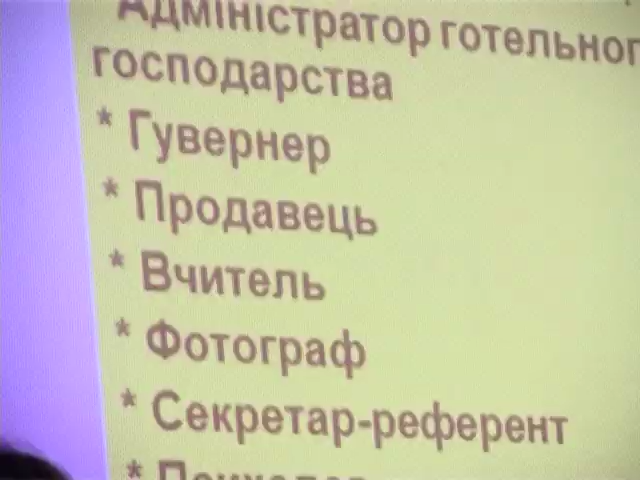 Адміністратор
господарства
* Гувернер
* Продавець
* Вчитель
* Фотограф
* Секретар-референт
*